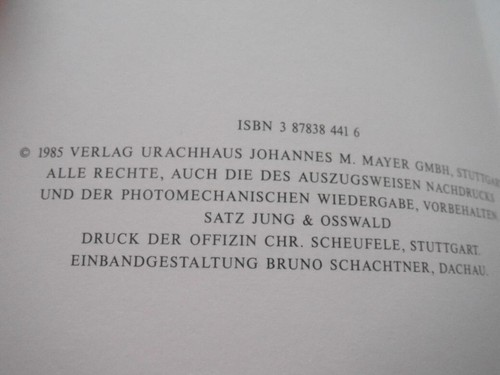 ISBN 3 87838 441 6
© 1985 VERLAG URACHHAUS JOHANNES M. MAYER GMBH, STUTTGART
ALLE RECHTE, AUCH DIE DES AUSZUGSWEISEN NACHDRUCKS
UND DER PHOTOMECHANISCHEN WIEDERGABE, VORBEHALTEN
SATZ JUNG & OSSWALD
DRUCK DER OFFIZIN CHR. SCHEUFELE, STUTTGART.
EINBANDGESTALTUNG BRUNO SCHACHTNER, DACHAU.